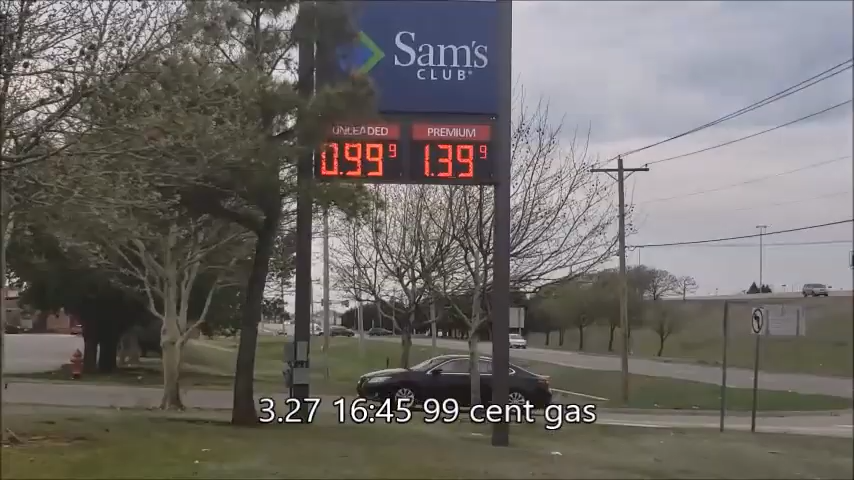 Sam's
CLUB
UNLEADED PREMIUM
0.99 9 1.39 9
3.27 16:45 99 cent gas